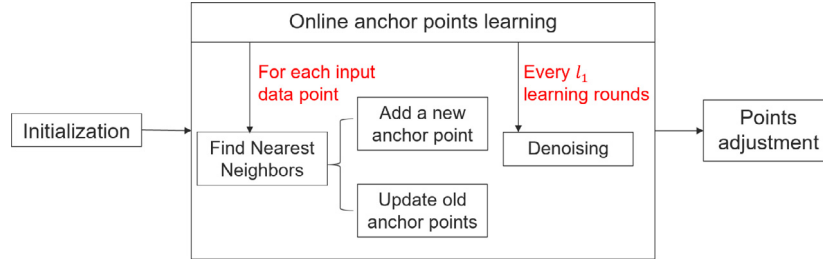 Online anchor points learning
For each input
data point
Every l₁
learning rounds
Initialization
Find Nearest
Neighbors
Add a new
anchor point
Update old
anchor points
Denoising
Points
adjustment